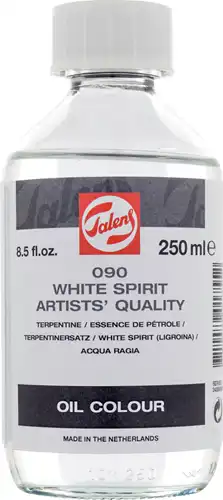 Talens
8.5 fl.oz. 250 ml e
090
WHITE SPIRIT
ARTISTS' QUALITY
TERPENTINE / ESSENCE DE PÉTROLE /
TERPENTINERSATZ / WHITE SPIRIT (LIGROINA) /
ACQUA RAGIA
OIL COLOUR
MADE IN THE NETHERLANDS